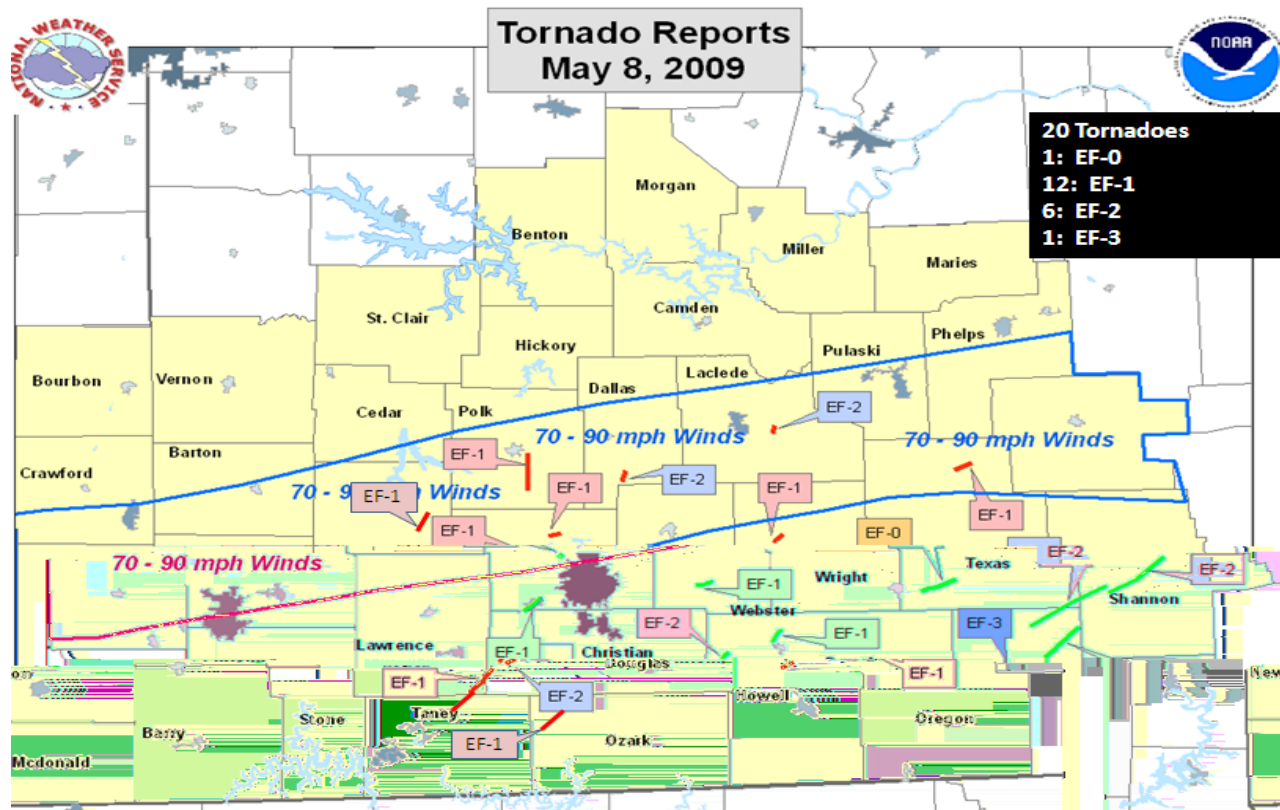 Tornado Reports
May 8, 2009
NATIONAL WEATHER SERVICE
NOAA
20 Tornadoes
1: EF-0
12: EF-1
6: EF-2
1: EF-3
Morgan
Benton
Miller
Maries
St. Clair
Camden
Hickory
Phelps
Pulaski
Bourbon
Vernon
Laclede
Dallas
Cedar
Polk
EF-2
70 - 90 mph Winds
70 - 90 mph Winds
Barton
Crawford
EF-1
EF-2
EF-1
EF-1
70 - 9 Winds
EF-1
EF-1
EF-1
EF-0
EF-2
70 - 90 mph Winds
Texas
EF-2
Wright
EF-1
Shannon
Webster
EF-2
EF-3
EF-1
Lawrence
EF-1
Christian
Douglas
EF-1
EF-1
New
EF-2
Howell
Stone
Taney
Oregon
Barry
EF-1
Ozark
Mcdonald